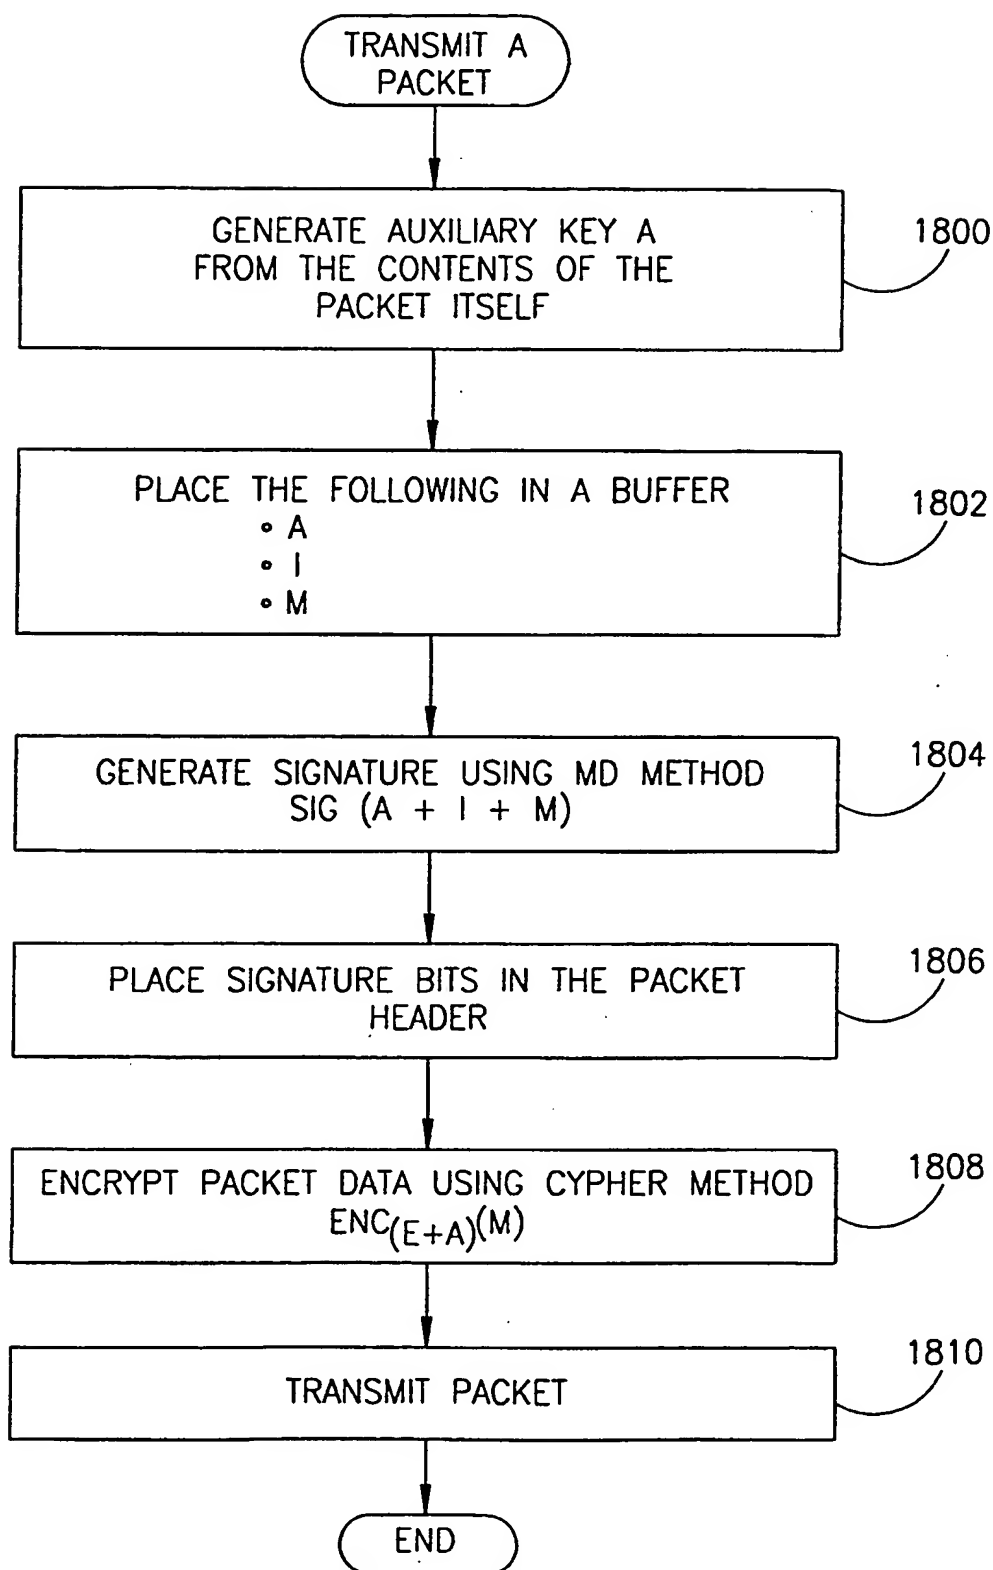 TRANSMIT A
PACKET
GENERATE AUXILIARY KEY A
FROM THE CONTENTS OF THE
PACKET ITSELF
1800
PLACE THE FOLLOWING IN A BUFFER
∘ A
∘ I
∘ M
1802
GENERATE SIGNATURE USING MD METHOD
SIG (A + I + M)
1804
PLACE SIGNATURE BITS IN THE PACKET
HEADER
1806
ENCRYPT PACKET DATA USING CYPHER METHOD
ENC(E+A)(M)
1808
TRANSMIT PACKET
1810
END